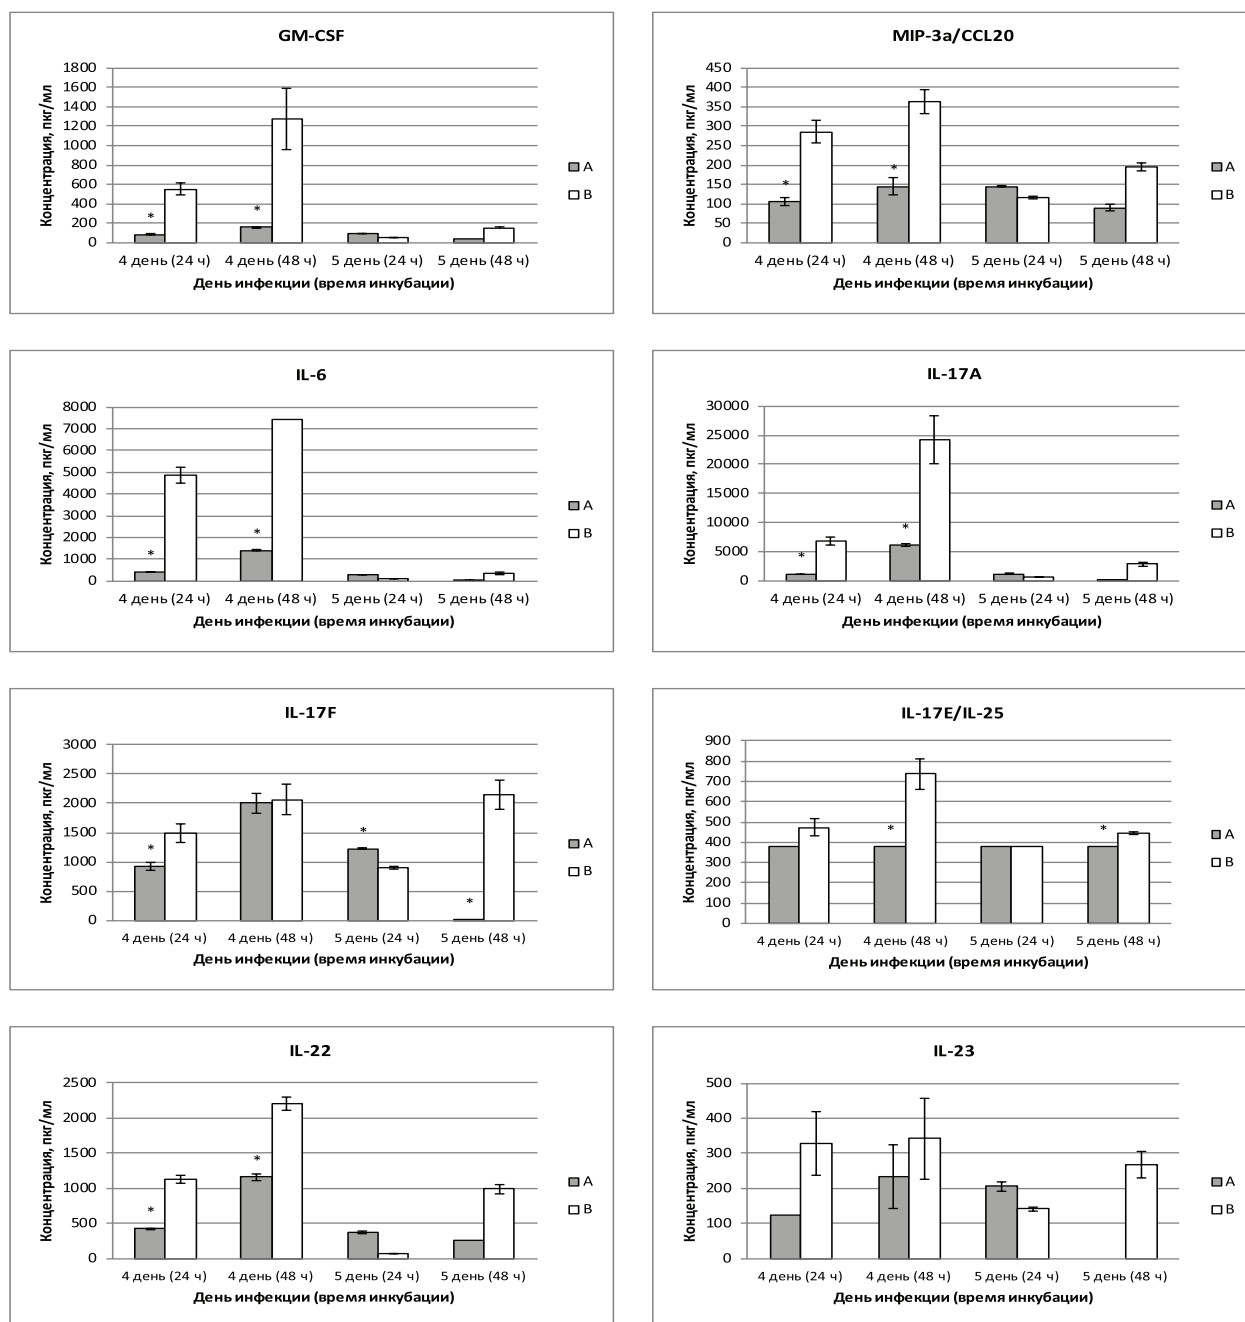 GM-CSF
Концентрация, пкг/мл
1800
1600
1400
1200
1000
800
600
400
200
0
* *
4 день (24 ч) 4 день (48 ч) 5 день (24 ч) 5 день (48 ч)
День инфекции (время инкубации)
A
B
MIP-3a/CCL20
Концентрация, пкг/мл
450
400
350
300
250
200
150
100
50
0
* *
4 день (24 ч) 4 день (48 ч) 5 день (24 ч) 5 день (48 ч)
День инфекции (время инкубации)
A
B
IL-6
Концентрация, пкг/мл
8000
7000
6000
5000
4000
3000
2000
1000
0
* *
4 день (24 ч) 4 день (48 ч) 5 день (24 ч) 5 день (48 ч)
День инфекции (время инкубации)
A
B
IL-17A
Концентрация, пкг/мл
30000
25000
20000
15000
10000
5000
0
* *
4 день (24 ч) 4 день (48 ч) 5 день (24 ч) 5 день (48 ч)
День инфекции (время инкубации)
A
B
IL-17F
Концентрация, пкг/мл
3000
2500
2000
1500
1000
500
0
* * *
4 день (24 ч) 4 день (48 ч) 5 день (24 ч) 5 день (48 ч)
День инфекции (время инкубации)
A
B
IL-17E/IL-25
Концентрация, пкг/мл
900
800
700
600
500
400
300
200
100
0
* *
4 день (24 ч) 4 день (48 ч) 5 день (24 ч) 5 день (48 ч)
День инфекции (время инкубации)
A
B
IL-22
Концентрация, пкг/мл
2500
2000
1500
1000
500
0
* *
4 день (24 ч) 4 день (48 ч) 5 день (24 ч) 5 день (48 ч)
День инфекции (время инкубации)
A
B
IL-23
Концентрация, пкг/мл
500
400
300
200
100
0
4 день (24 ч) 4 день (48 ч) 5 день (24 ч) 5 день (48 ч)
День инфекции (время инкубации)
A
B